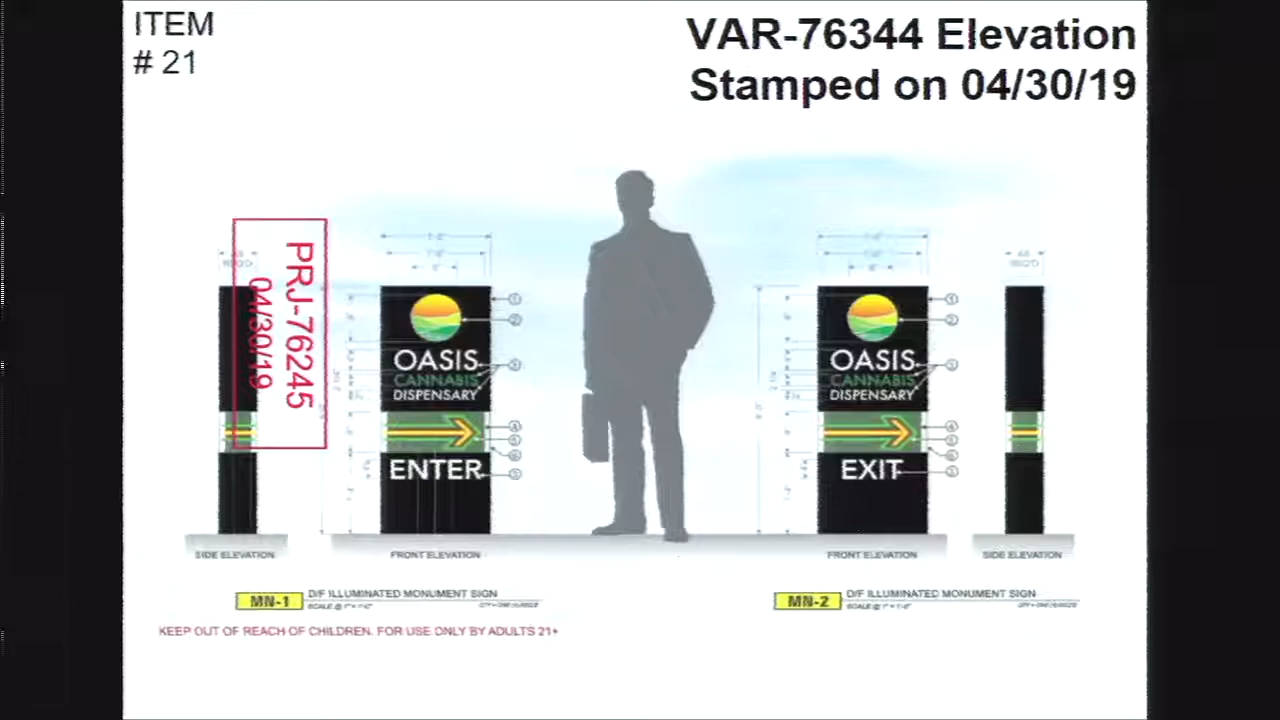 ITEM
# 21
VAR-76344 Elevation
Stamped on 04/30/19
PRJ-76245
04/30/19
OASIS
CANNABIS
DISPENSARY
ENTER
OASIS
CANNABIS
DISPENSARY
EXIT
SIDE ELEVATION
FRONT ELEVATION
FRONT ELEVATION
SIDE ELEVATION
MN-1
D/F ILLUMINATED MONUMENT SIGN
MN-2
D/F ILLUMINATED MONUMENT SIGN
KEEP OUT OF REACH OF CHILDREN. FOR USE ONLY BY ADULTS 21+